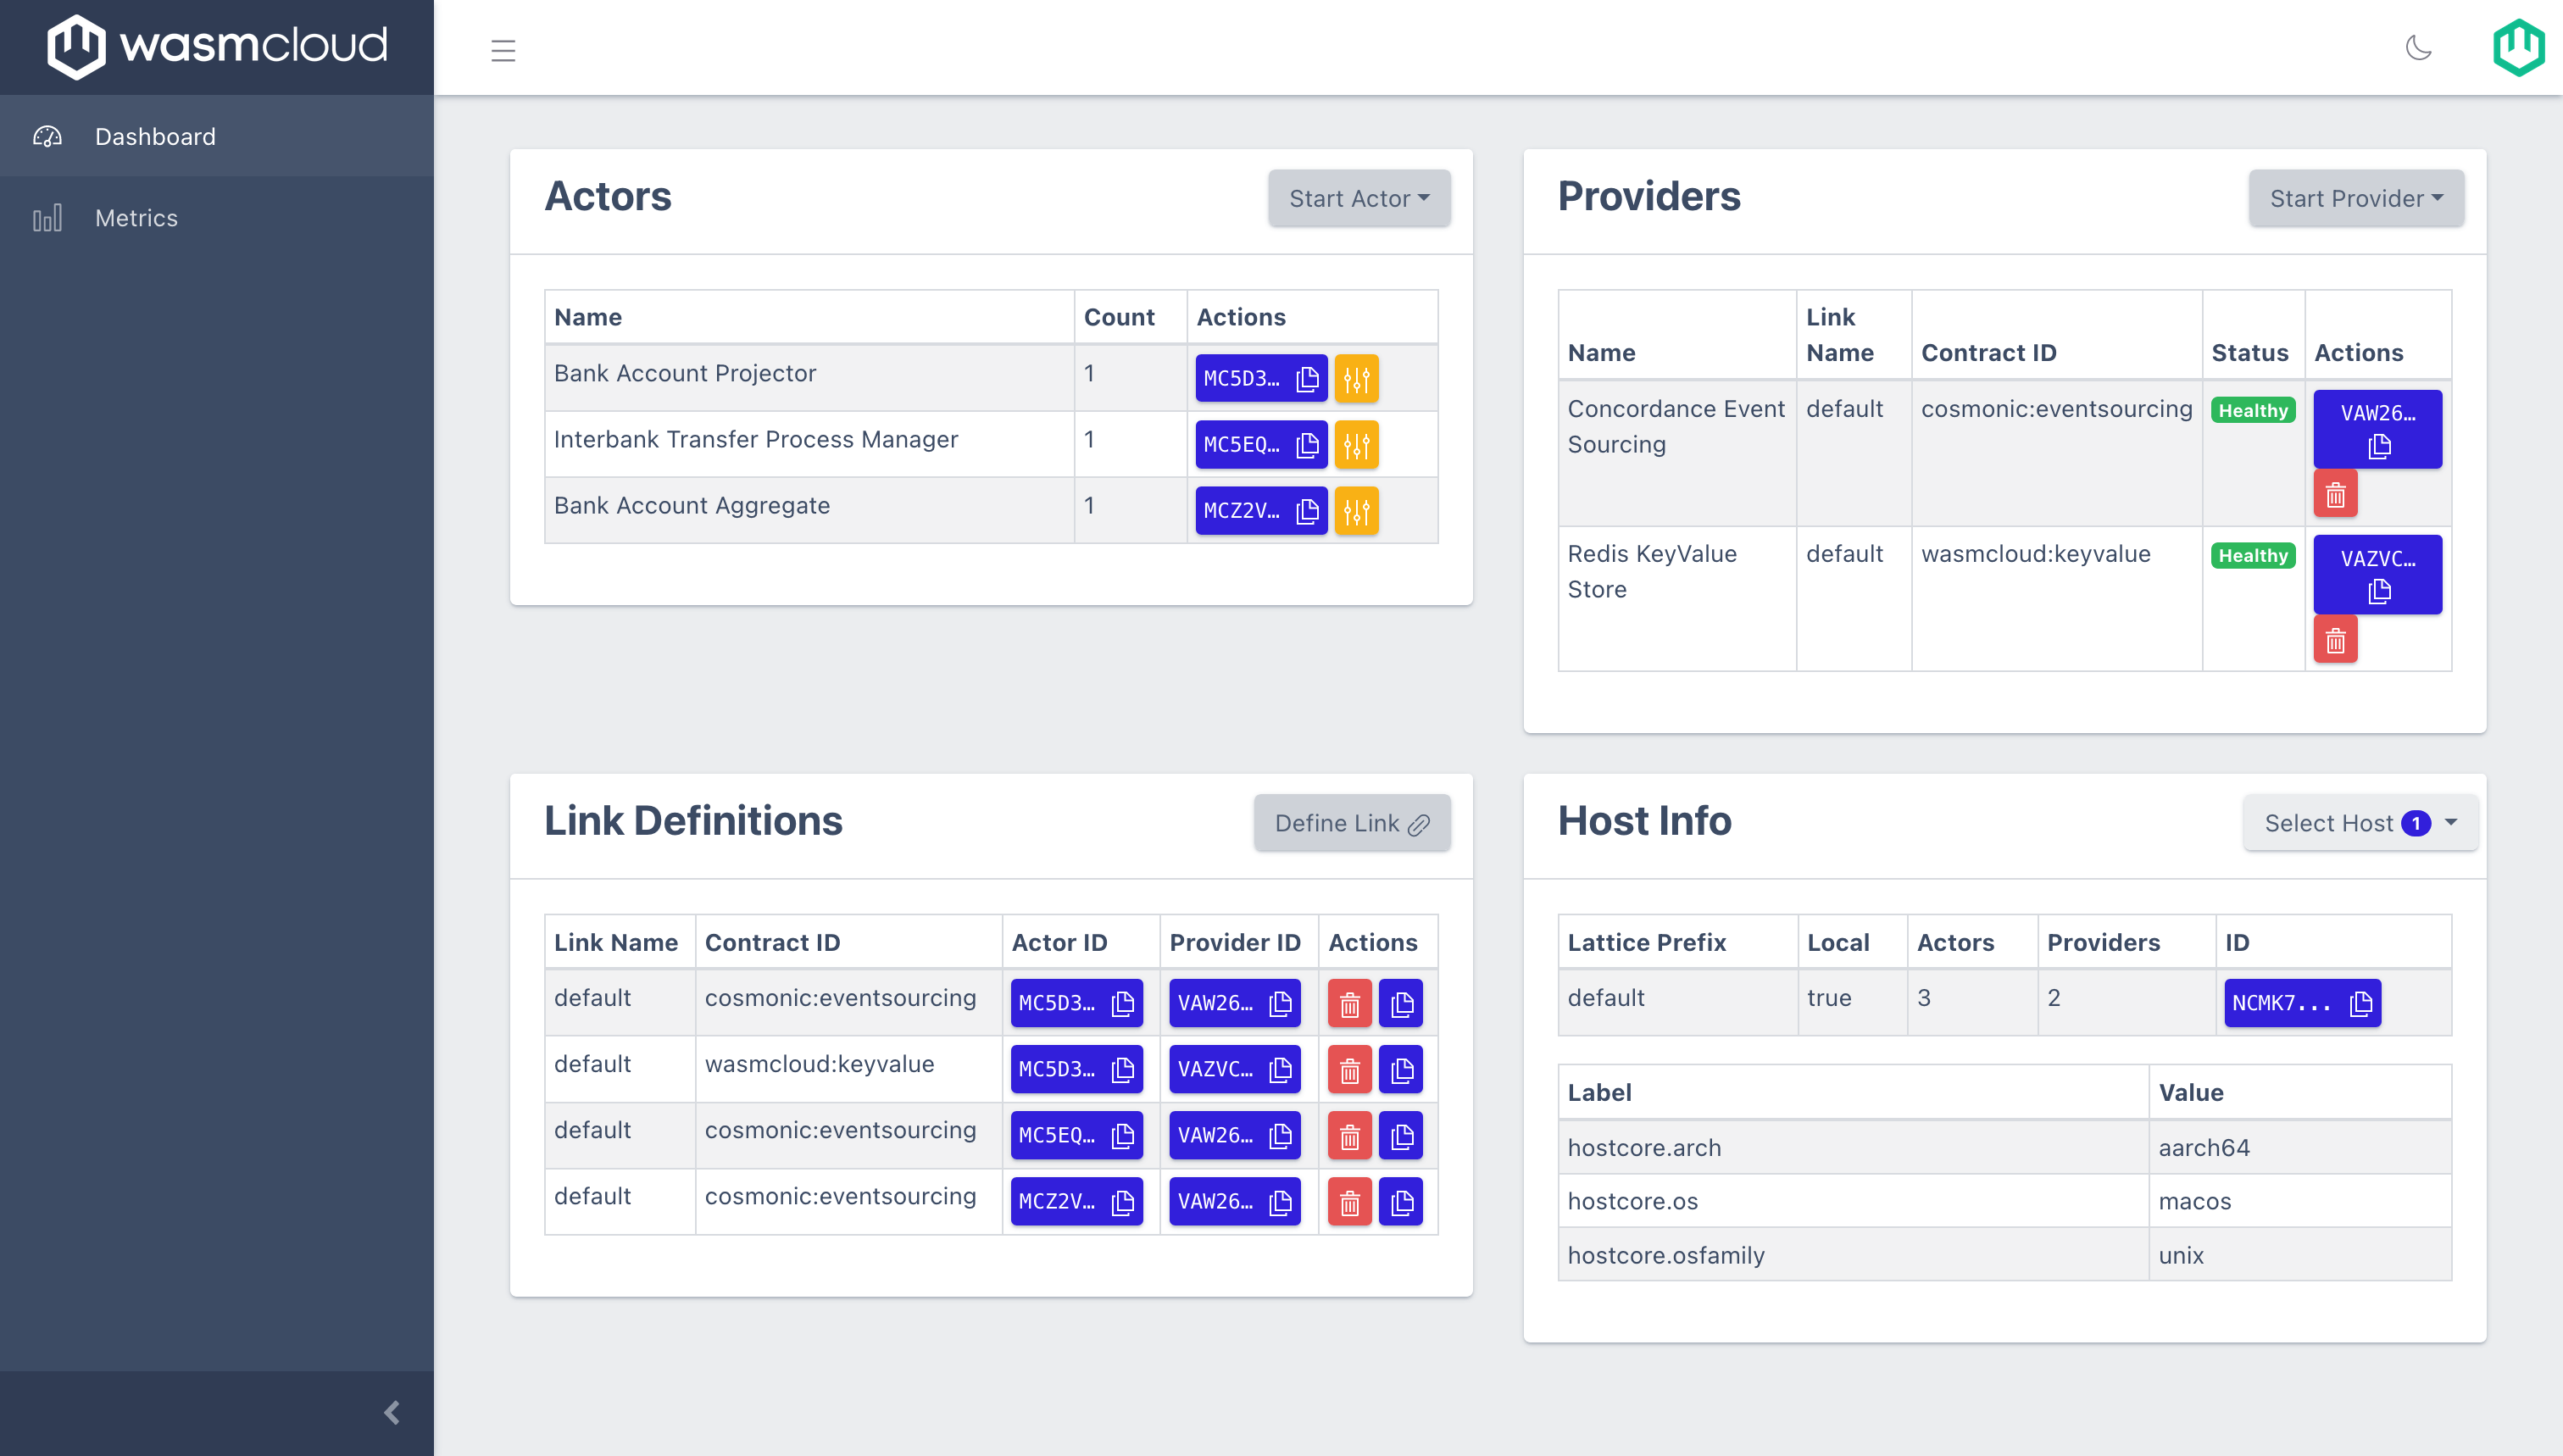 wasmcloud
Dashboard
Metrics
Actors
Start Actor
Name Count Actions
Bank Account Projector 1 MC5D3...
Interbank Transfer Process Manager 1 MC5EQ...
Bank Account Aggregate 1 MCZ2V...
Providers
Start Provider
Name Link Name Contract ID Status Actions
Concordance Event Sourcing default cosmonic:eventsourcing Healthy VAW26...
Redis KeyValue Store default wasmcloud:keyvalue Healthy VAZVC...
Link Definitions
Define Link
Link Name Contract ID Actor ID Provider ID Actions
default cosmonic:eventsourcing MC5D3... VAW26...
default wasmcloud:keyvalue MC5D3... VAZVC...
default cosmonic:eventsourcing MC5EQ... VAW26...
default cosmonic:eventsourcing MCZ2V... VAW26...
Host Info
Select Host 1
Lattice Prefix Local Actors Providers ID
default true 3 2 NCMK7...
Label Value
hostcore.arch aarch64
hostcore.os macos
hostcore.osfamily unix